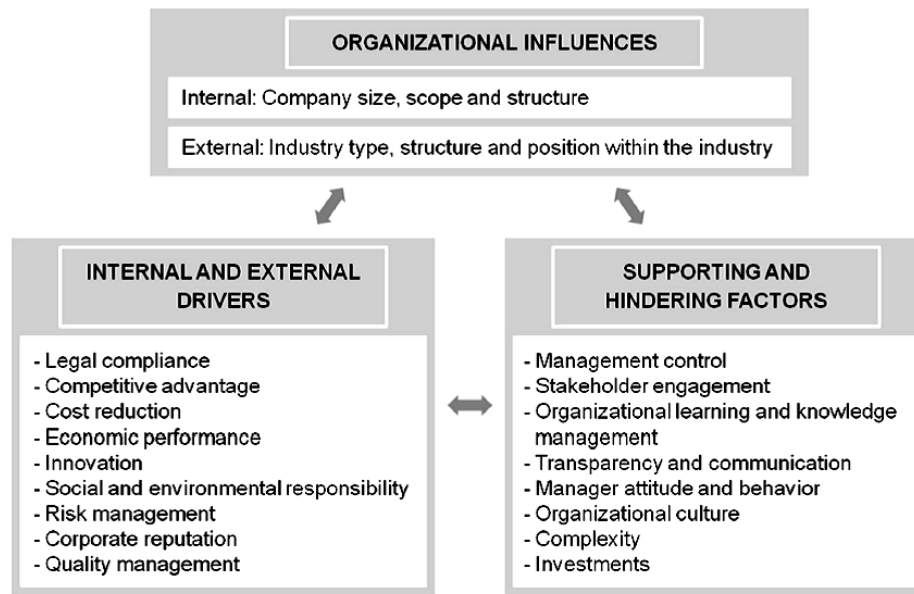 ORGANIZATIONAL INFLUENCES
Internal: Company size, scope and structure
External: Industry type, structure and position within the industry
INTERNAL AND EXTERNAL
DRIVERS
- Legal compliance
- Competitive advantage
- Cost reduction
- Economic performance
- Innovation
- Social and environmental responsibility
- Risk management
- Corporate reputation
- Quality management
SUPPORTING AND
HINDERING FACTORS
- Management control
- Stakeholder engagement
- Organizational learning and knowledge
management
- Transparency and communication
- Manager attitude and behavior
- Organizational culture
- Complexity
- Investments